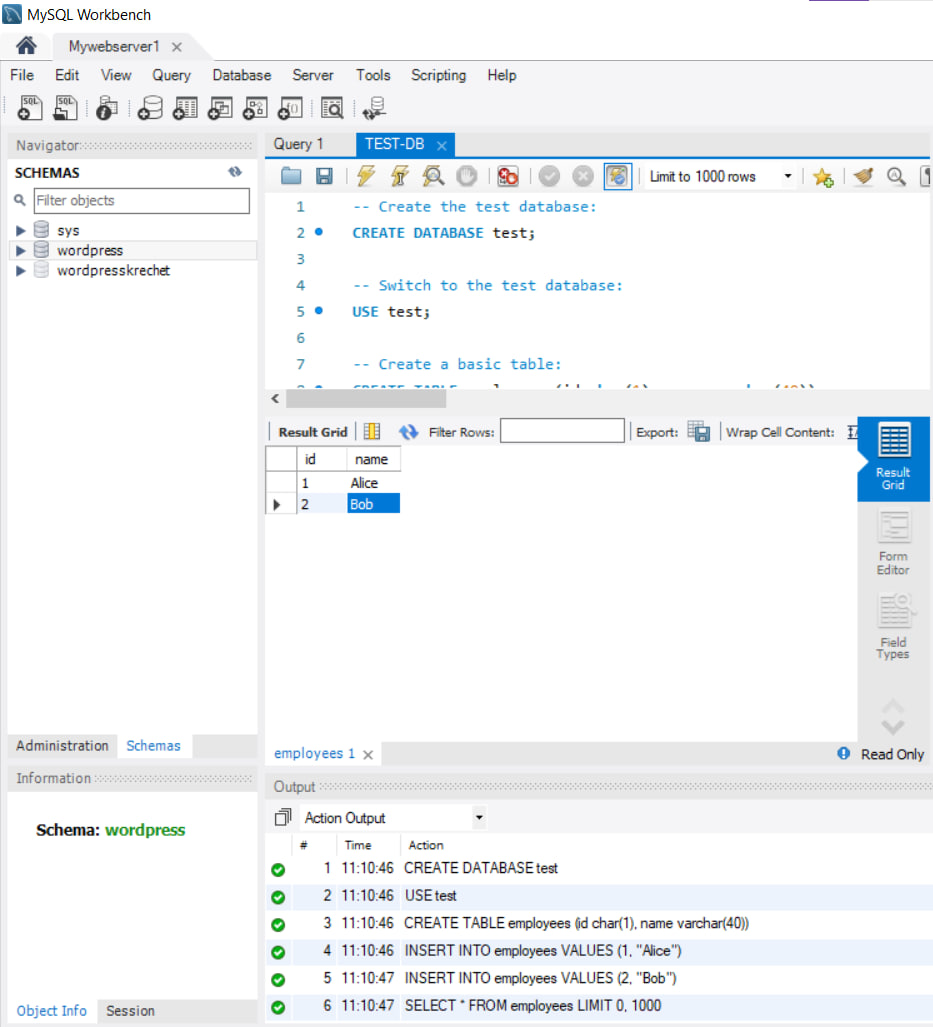 MySQL Workbench
Mywebserver1
File Edit View Query Database Server Tools Scripting Help
SQL SQL
Navigator
SCHEMAS
Filter objects
sys
wordpress
wordpresskrechet
Administration Schemas
Information
Schema: wordpress
Object Info Session
Query 1 TEST-DB
Limit to 1000 rows
1 -- Create the test database:
2 CREATE DATABASE test;
3
4 -- Switch to the test database:
5 USE test;
6
7 -- Create a basic table:
Result Grid Filter Rows: Export: Wrap Cell Content:
id name
1 Alice
2 Bob
Result
Grid
Form
Editor
Field
Types
employees 1 Read Only
Output
Action Output
# Time Action
1 11:10:46 CREATE DATABASE test
2 11:10:46 USE test
3 11:10:46 CREATE TABLE employees (id char(1), name varchar(40))
4 11:10:46 INSERT INTO employees VALUES (1, "Alice")
5 11:10:47 INSERT INTO employees VALUES (2, "Bob")
6 11:10:47 SELECT * FROM employees LIMIT 0, 1000